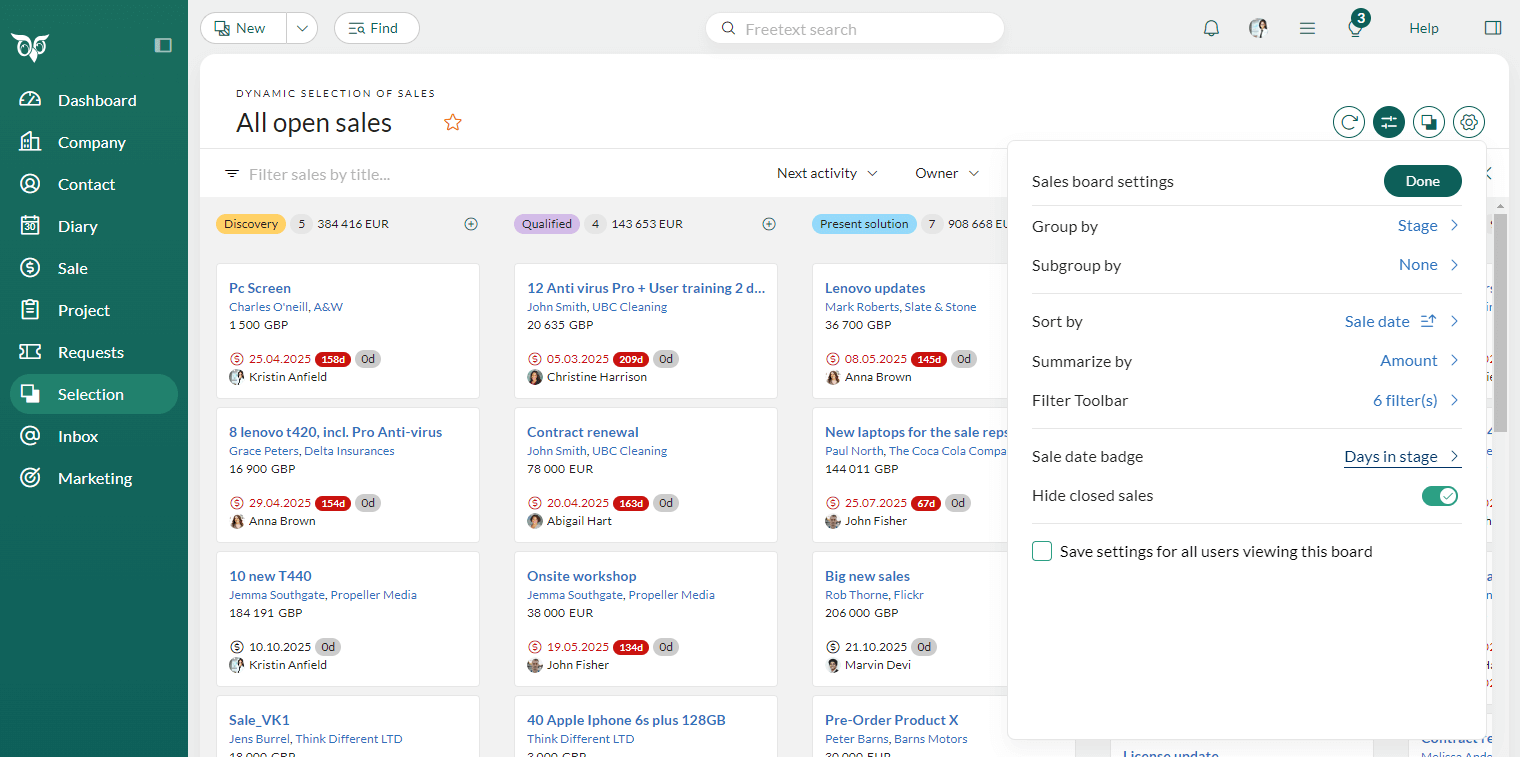 New
Find
Freetext search
3
Help
Dashboard
Company
Contact
30
Diary
Sale
Project
Requests
Selection
Inbox
Marketing
DYNAMIC SELECTION OF SALES
All open sales
Filter sales by title...
Next activity
Owner
Discovery 5 384 416 EUR
Pc Screen
Charles O'neill, A&W
1 500 GBP
25.04.2025 158d 0d
Kristin Anfield
8 lenovo t420, incl. Pro Anti-virus
Grace Peters, Delta Insurances
16 900 GBP
29.04.2025 154d 0d
Anna Brown
10 new T440
Jemma Southgate, Propeller Media
184 191 GBP
10.10.2025 0d
Kristin Anfield
Sale_VK1
Jens Burrel, Think Different LTD
18 000 GBP
Qualified 4 143 653 EUR
12 Anti virus Pro + User training 2 d...
John Smith, UBC Cleaning
20 635 GBP
05.03.2025 209d 0d
Christine Harrison
Contract renewal
John Smith, UBC Cleaning
78 000 EUR
20.04.2025 163d 0d
Abigail Hart
Onsite workshop
Jemma Southgate, Propeller Media
38 000 EUR
19.05.2025 134d 0d
John Fisher
40 Apple Iphone 6s plus 128GB
Think Different LTD
3 000 GBP
Present solution 7 908 668 EU
Lenovo updates
Mark Roberts, Slate & Stone
36 700 GBP
08.05.2025 145d 0d
Anna Brown
New laptops for the sale reps
Paul North, The Coca Cola Compa
144 011 GBP
25.07.2025 67d 0d
John Fisher
Big new sales
Rob Thorne, Flickr
206 000 GBP
21.10.2025 0d
Marvin Devi
Pre-Order Product X
Peter Barns, Barns Motors
30 000 EUR
License update
Contract re
Melissa Ande
Sales board settings
Done
Group by Stage
Subgroup by None
Sort by Sale date
Summarize by Amount
Filter Toolbar 6 filter(s)
Sale date badge Days in stage
Hide closed sales
Save settings for all users viewing this board